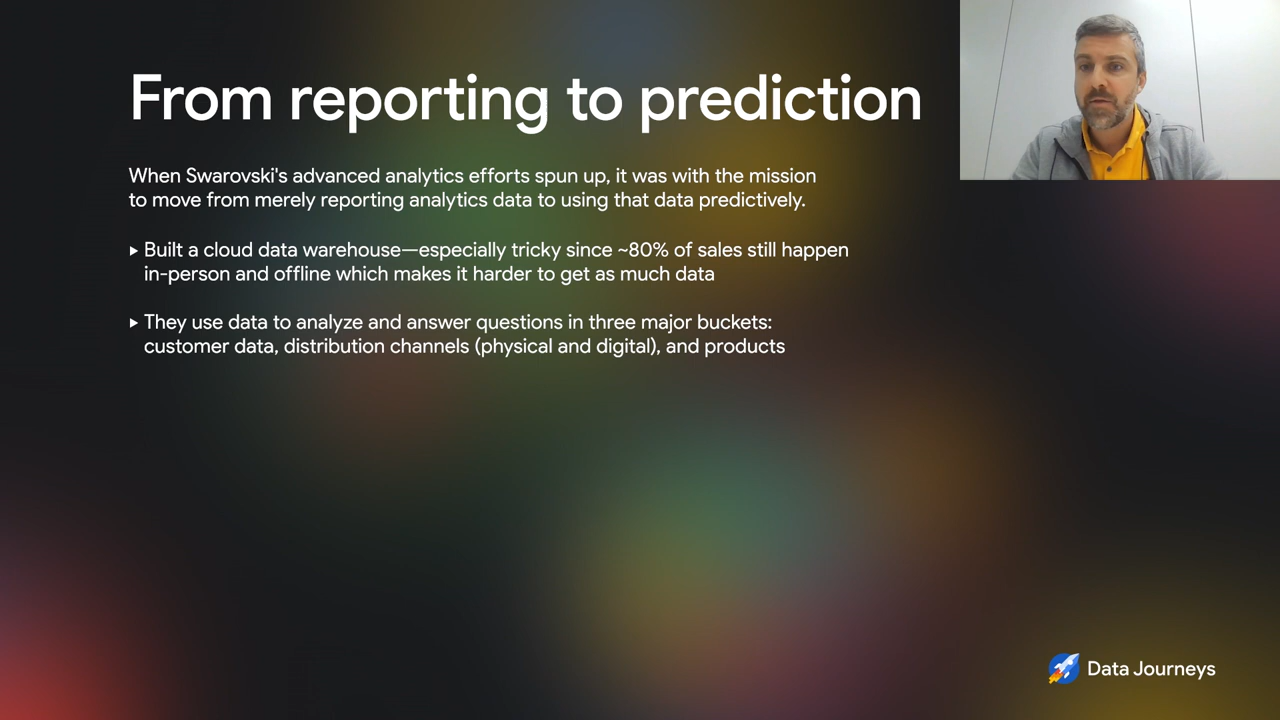 From reporting to prediction
When Swarovski's advanced analytics efforts spun up, it was with the mission
to move from merely reporting analytics data to using that data predictively.
▸ Built a cloud data warehouse—especially tricky since ~80% of sales still happen
in-person and offline which makes it harder to get as much data
▸ They use data to analyze and answer questions in three major buckets:
customer data, distribution channels (physical and digital), and products
Data Journeys